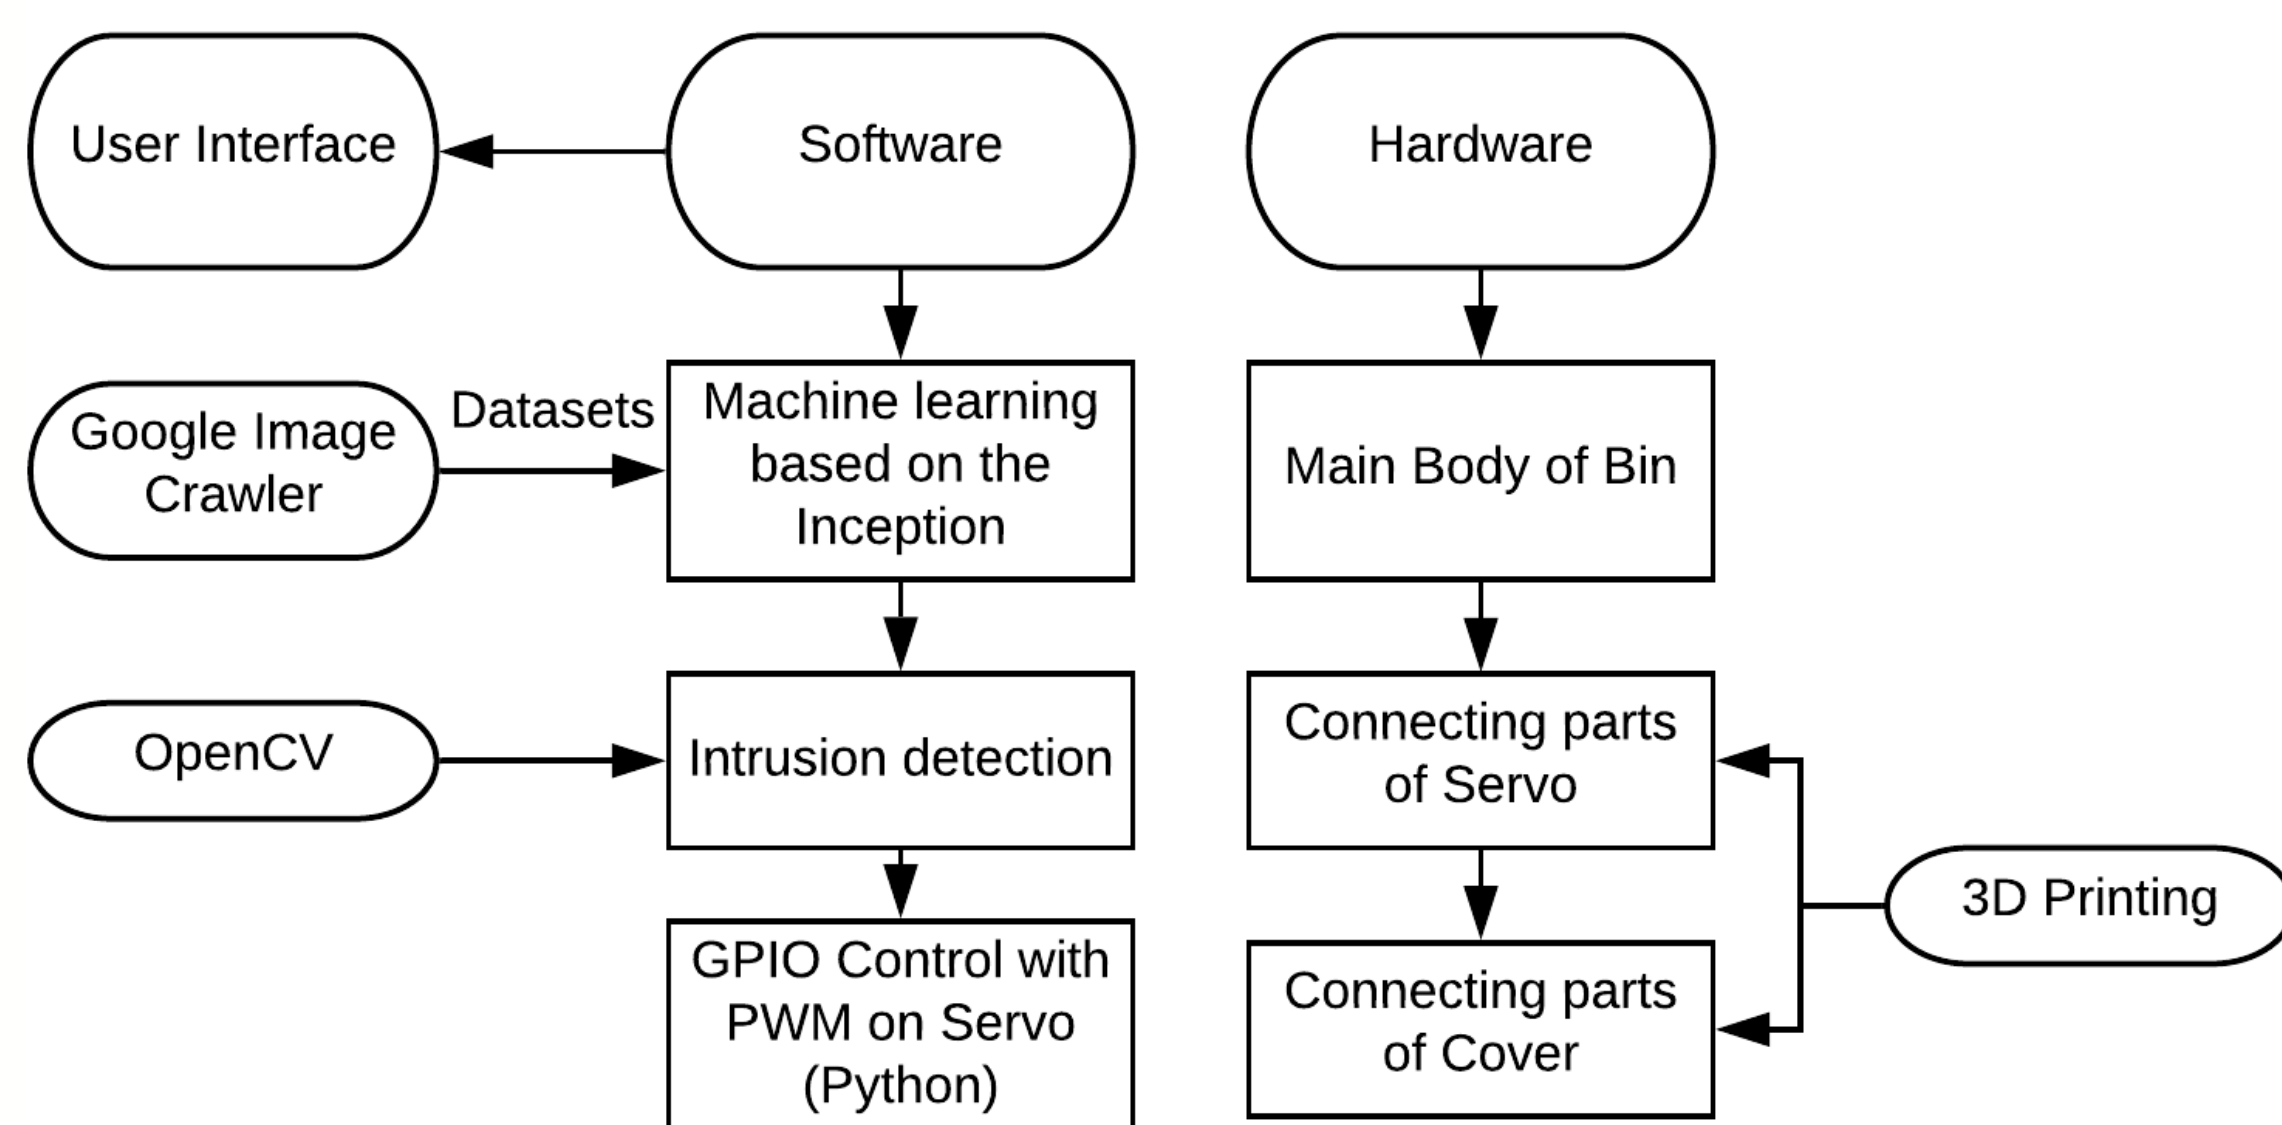 User Interface
Software
Hardware
Google Image
Crawler
Datasets
Machine learning
based on the
Inception
Main Body of Bin
OpenCV
Intrusion detection
Connecting parts
of Servo
3D Printing
GPIO Control with
PWM on Servo
(Python)
Connecting parts
of Cover